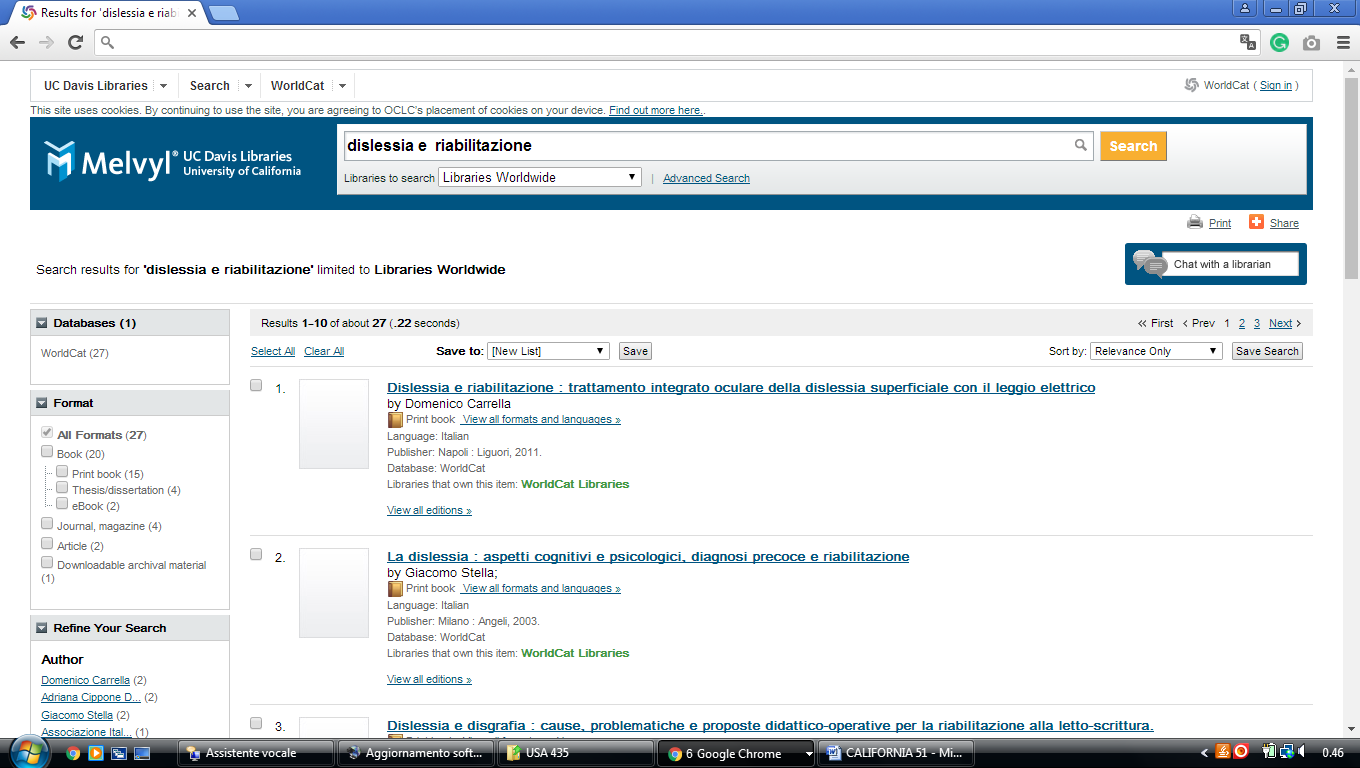 Results for 'dislessia e riab
UC Davis Libraries Search WorldCat WorldCat ( Sign in )
This site uses cookies. By continuing to use the site, you are agreeing to OCLC's placement of cookies on your device. Find out more here..
Melvyl® UC Davis Libraries
University of California
dislessia e  riabilitazione Search
Libraries to search Libraries Worldwide | Advanced Search
Print Share
Chat with a librarian
Search results for 'dislessia e riabilitazione' limited to Libraries Worldwide
Databases (1)
WorldCat (27)
Format
All Formats (27)
Book (20)
Print book (15)
Thesis/dissertation (4)
eBook (2)
Journal, magazine (4)
Article (2)
Downloadable archival material
(1)
Refine Your Search
Author
Domenico Carrella (2)
Adriana Cippone D... (2)
Giacomo Stella (2)
Associazione Ital... (1)
Results 1-10 of about 27 (.22 seconds) « First ‹ Prev 1 2 3 Next ›
Select All Clear All Save to: [New List] Save Sort by: Relevance Only Save Search
1. Dislessia e riabilitazione : trattamento integrato oculare della dislessia superficiale con il leggio elettrico
by Domenico Carrella
Print book View all formats and languages »
Language: Italian
Publisher: Napoli : Liguori, 2011.
Database: WorldCat
Libraries that own this item: WorldCat Libraries
View all editions »
2. La dislessia : aspetti cognitivi e psicologici, diagnosi precoce e riabilitazione
by Giacomo Stella;
Print book View all formats and languages »
Language: Italian
Publisher: Milano : Angeli, 2003.
Database: WorldCat
Libraries that own this item: WorldCat Libraries
View all editions »
3. Dislessia e disgrafia : cause, problematiche e proposte didattico-operative per la riabilitazione alla letto-scrittura.
Assistente vocale Aggiornamento soft... USA 435 6 Google Chrome CALIFORNIA 51 - Mi... 0.46